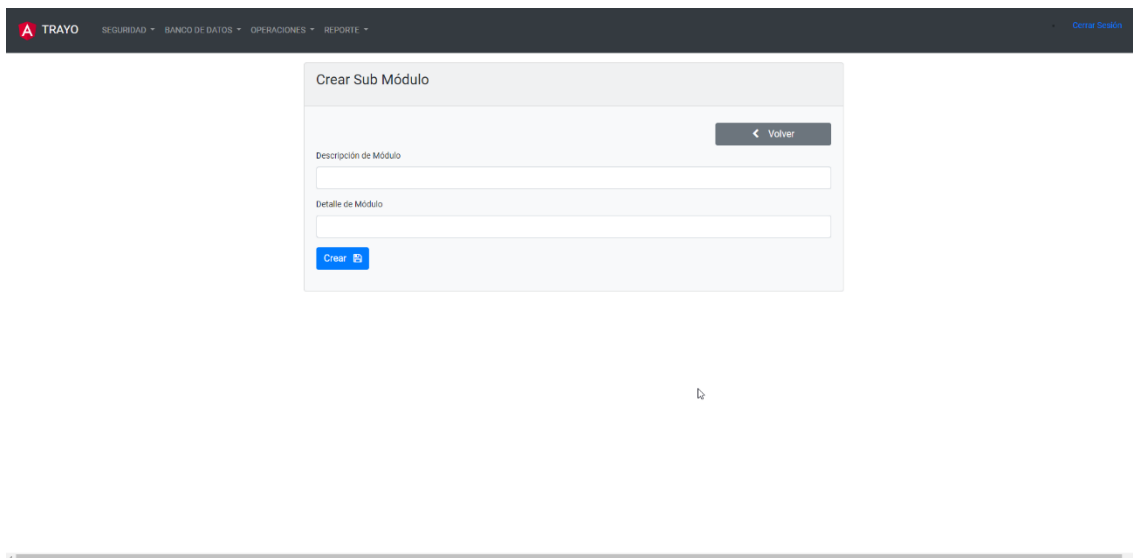 A TRAYO SEGURIDAD BANCO DE DATOS OPERACIONES REPORTE Cerrar Sesión
Crear Sub Módulo
Volver
Descripción de Módulo
Detalle de Módulo
Crear